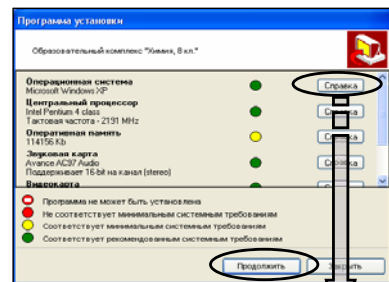 Программа установки
Образовательный комплекс "Химия, 8 кл."
Операционная система
Microsoft Windows XP
Справка
Центральный процессор
Intel Pentium 4 class
Тактовая частота - 2191 MHz
Справка
Оперативная память
114156 Kb
Справка
Звуковая карта
Avance AC97 Audio
Поддерживает 16-bit на канал (stereo)
Справка
Видеокарта
Программа не может быть установлена
Не соответствует минимальным системным требованиям
Соответствует минимальным системным требованиям
Соответствует рекомендованным системным требованиям
Продолжить
Закрыть